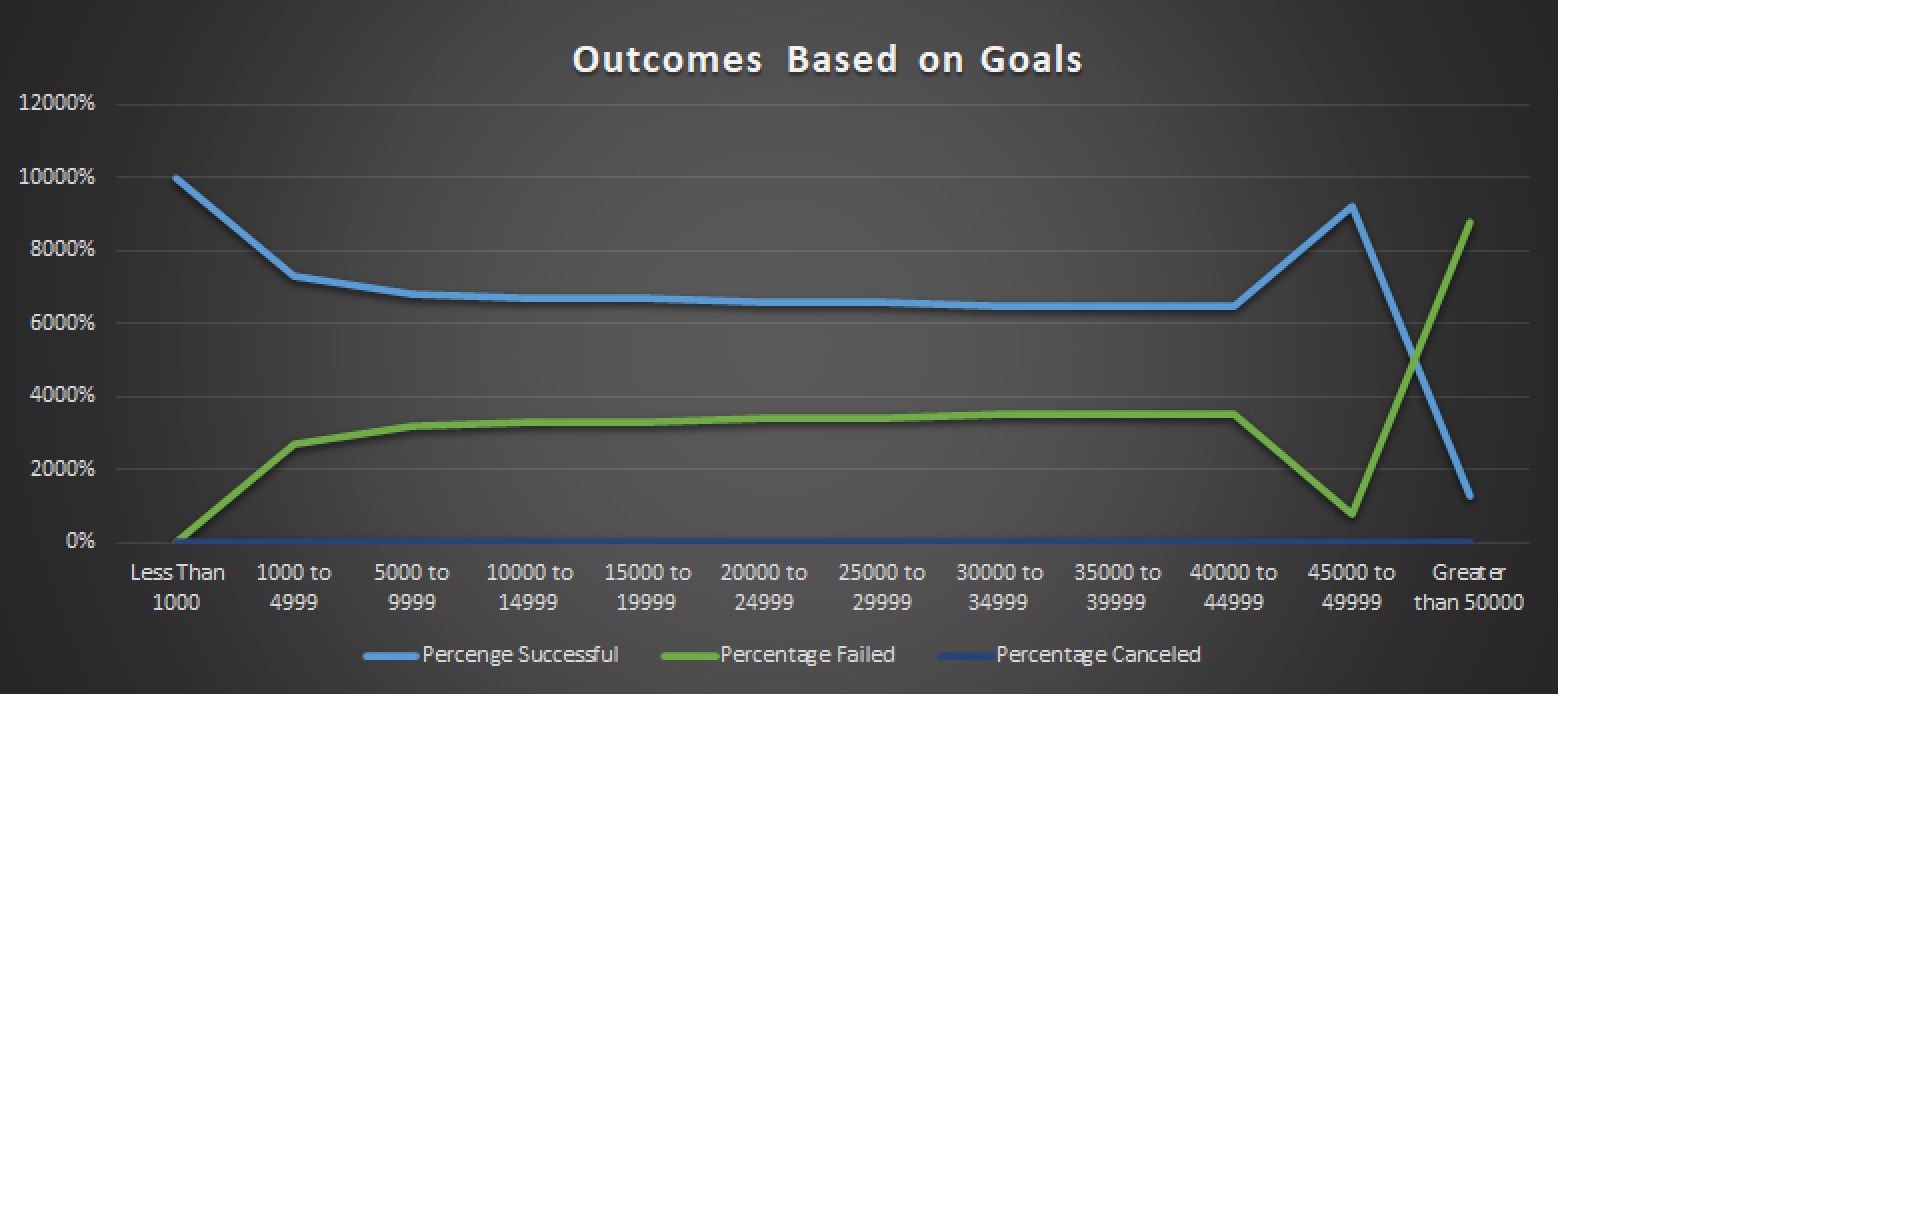 Outcomes Based on Goals
12000%
10000%
8000%
6000%
4000%
2000%
0%
Less Than 1000
1000 to 4999
5000 to 9999
10000 to 14999
15000 to 19999
20000 to 24999
25000 to 29999
30000 to 34999
35000 to 39999
40000 to 44999
45000 to 49999
Greater than 50000
Percenge Successful
Percentage Failed
Percentage Canceled